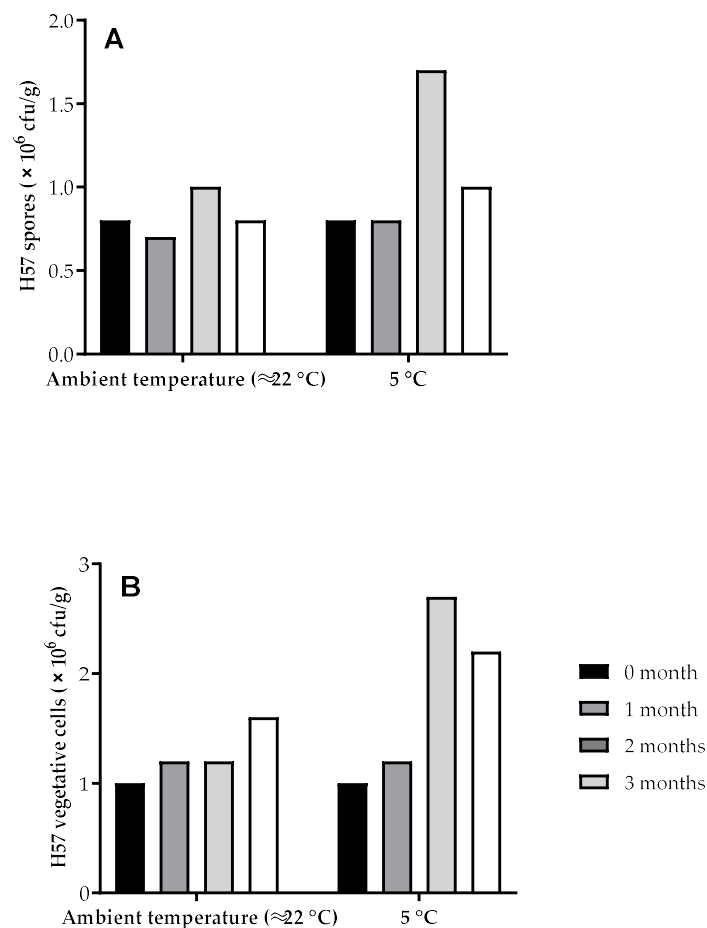 A
2.0
1.5
1.0
0.5
0.0
H57 spores (× 10⁶ cfu/g)
Ambient temperature (≈22 °C)
5 °C
B
3
2
1
0
H57 vegetative cells (× 10⁶ cfu/g)
Ambient temperature (≈22 °C)
5 °C
0 month
1 month
2 months
3 months